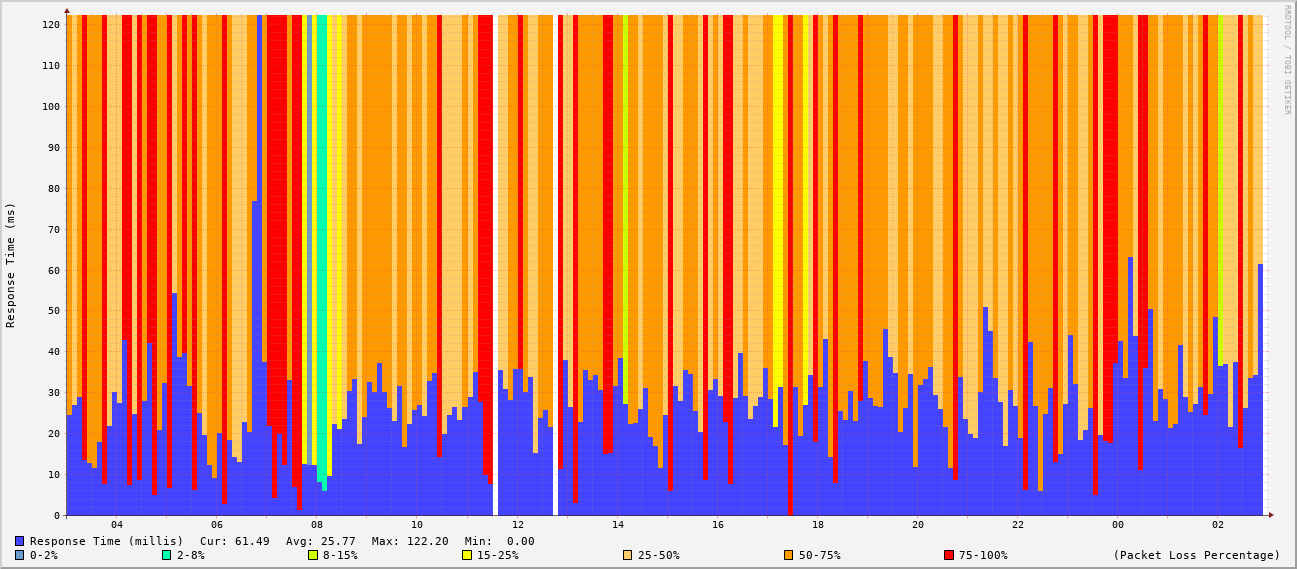 RRDTOOL / TOBI OETIKER
Response Time (ms)
120
110
100
90
80
70
60
50
40
30
20
10
0
04 06 08 10 12 14 16 18 20 22 00 02
Response Time (millis) Cur: 61.49 Avg: 25.77 Max: 122.20 Min: 0.00
0-2% 2-8% 8-15% 15-25% 25-50% 50-75% 75-100% (Packet Loss Percentage)